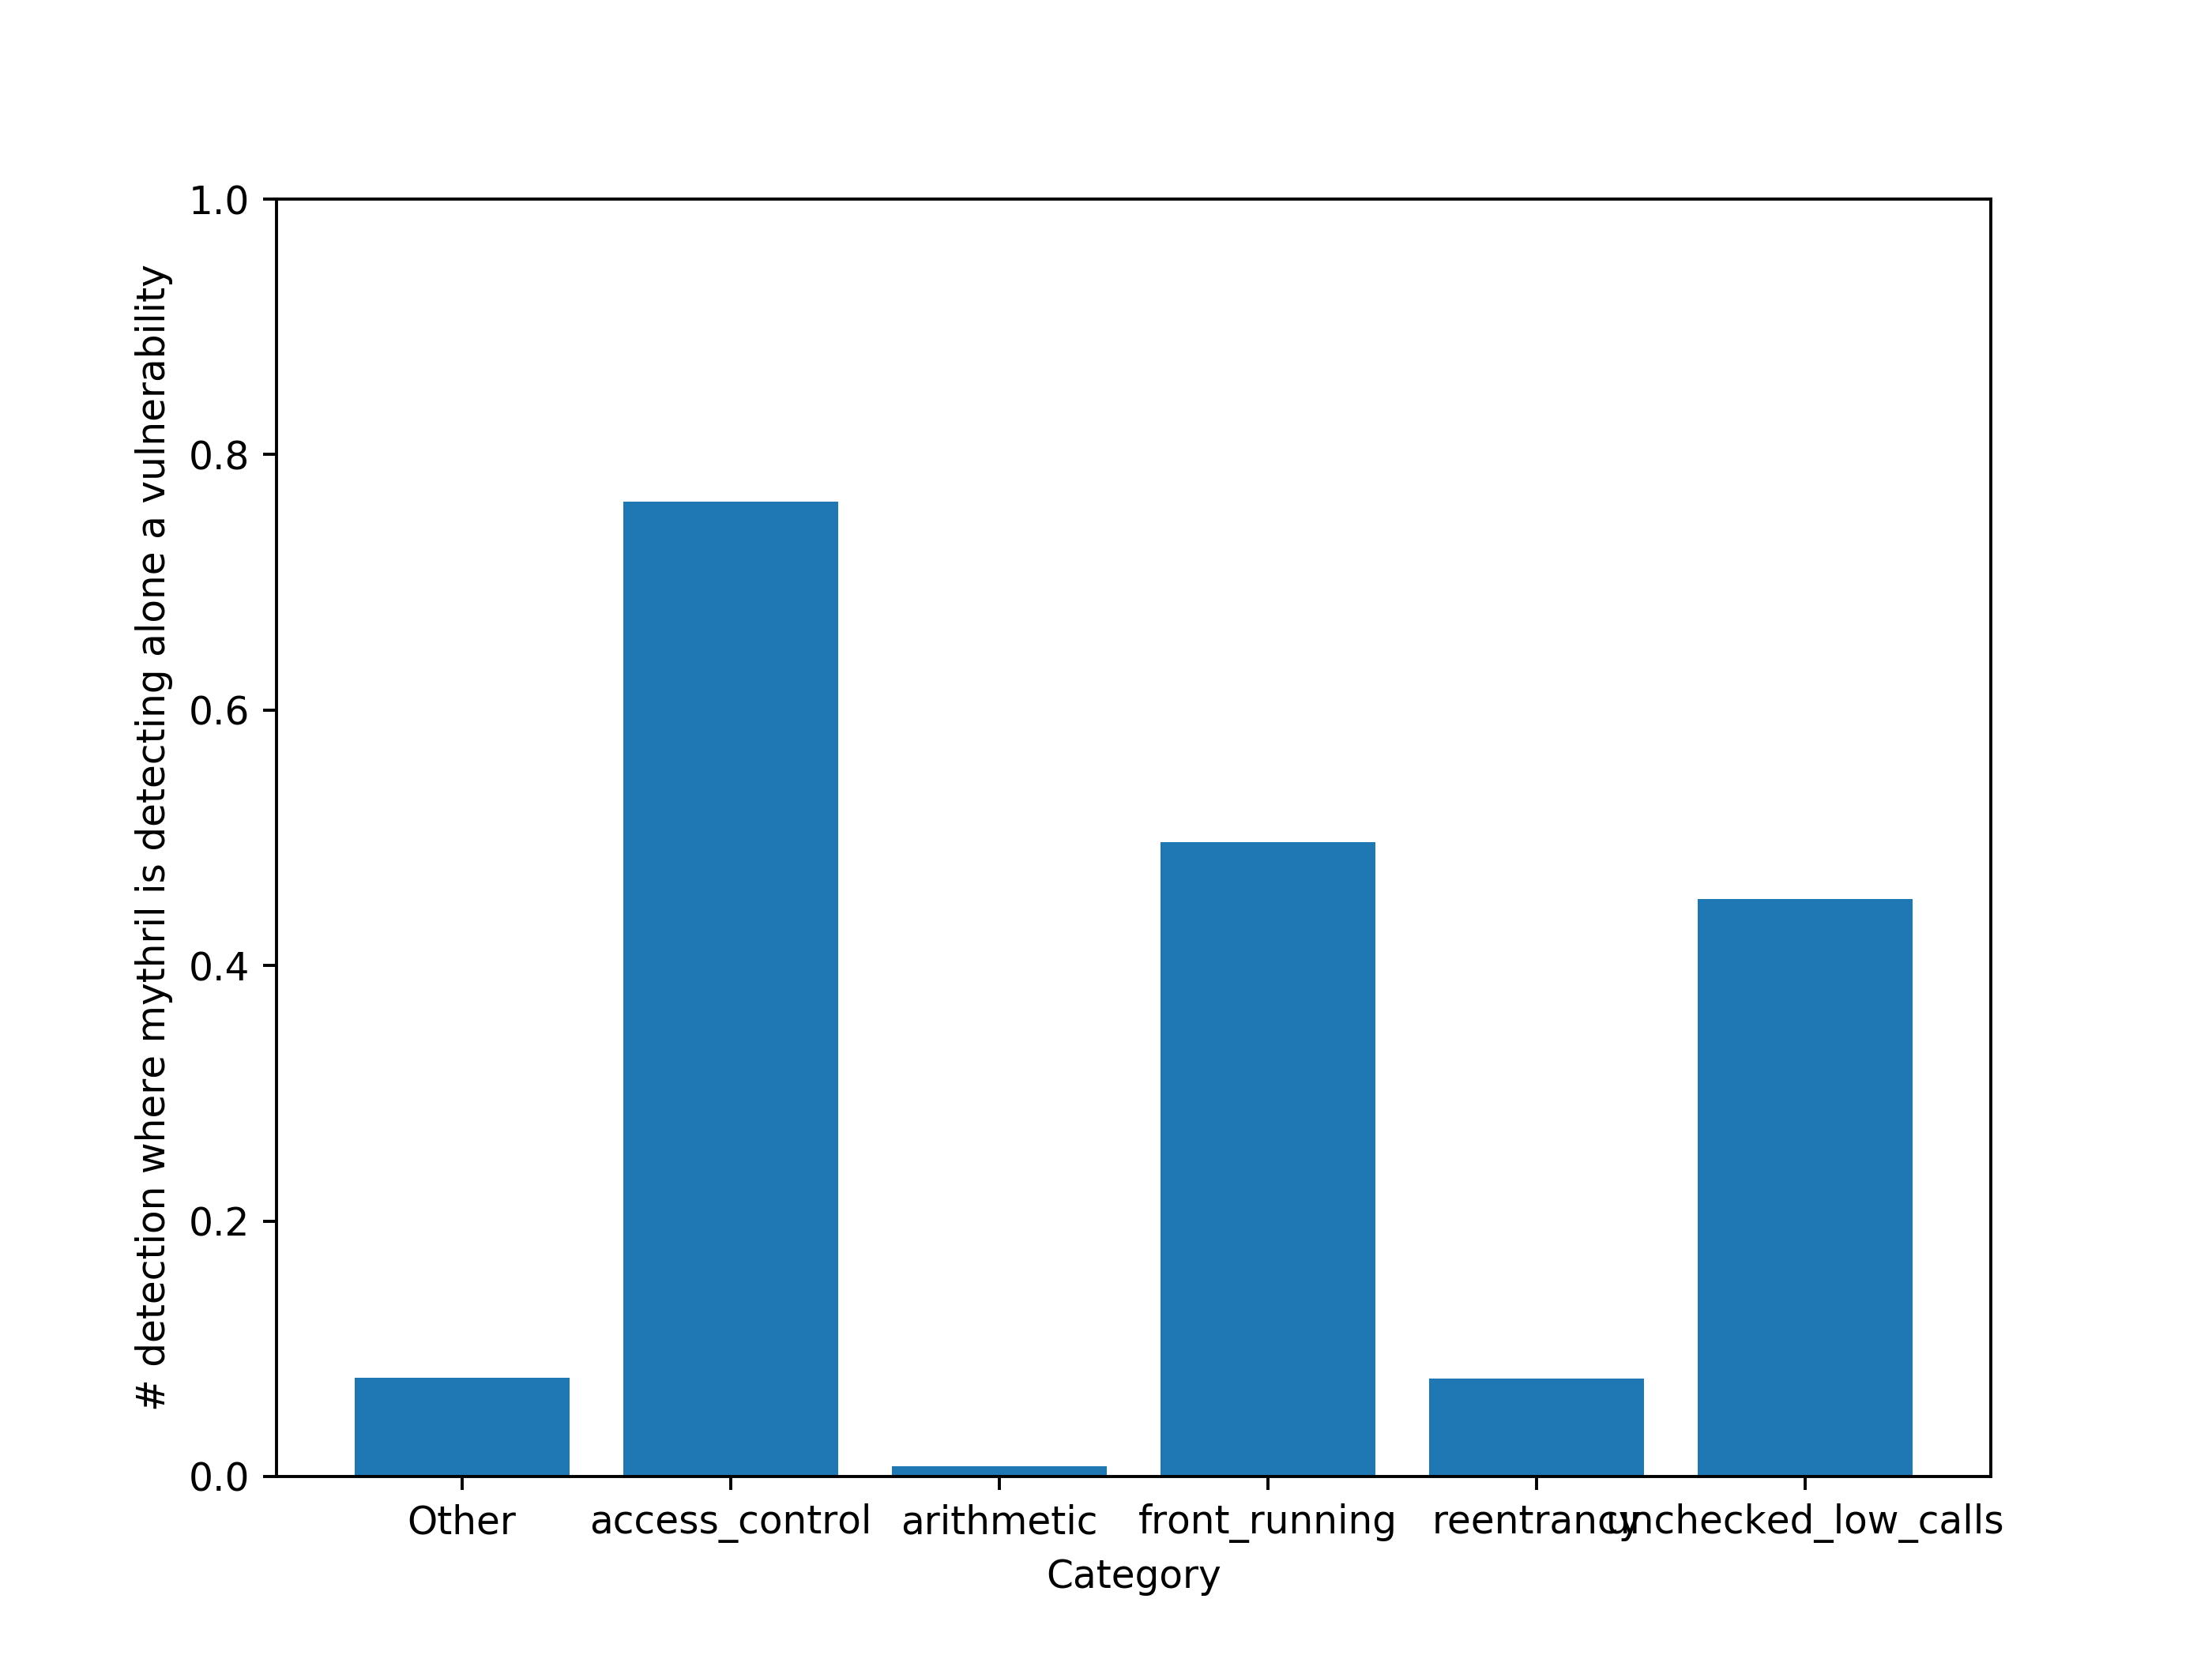 # detection where mythril is detecting alone a vulnerability
1.0
0.8
0.6
0.4
0.2
0.0
Other access_control arithmetic front_running reentrancy unchecked_low_calls
Category